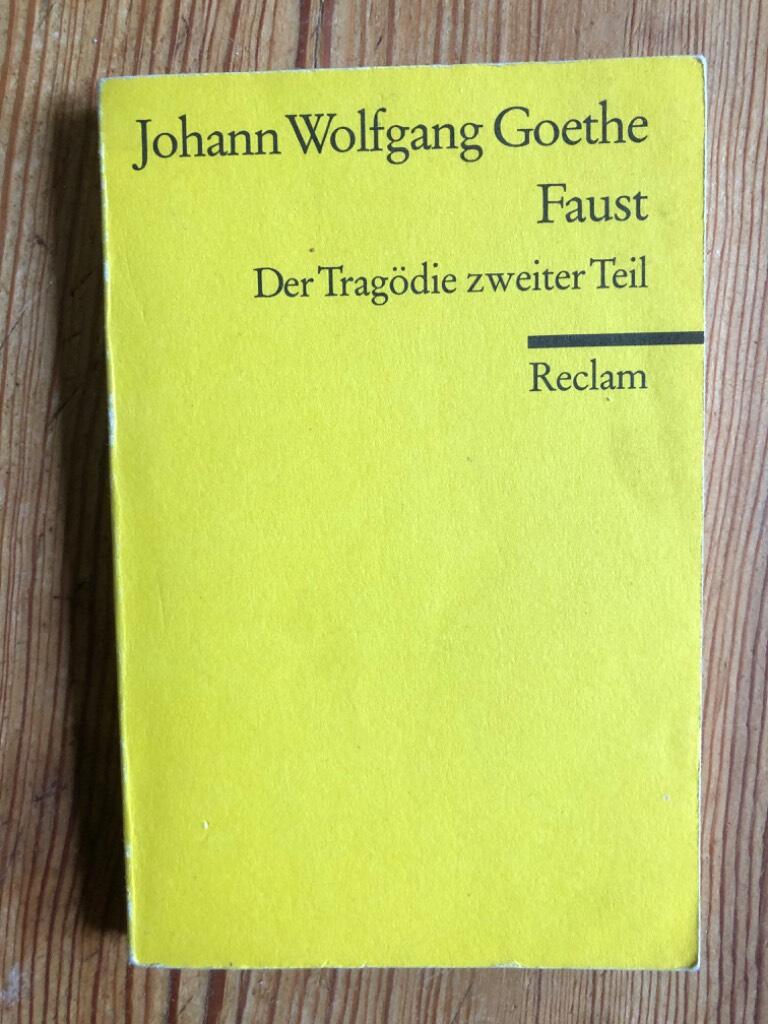 Johann Wolfgang Goethe
Faust
Der Tragödie zweiter Teil
Reclam